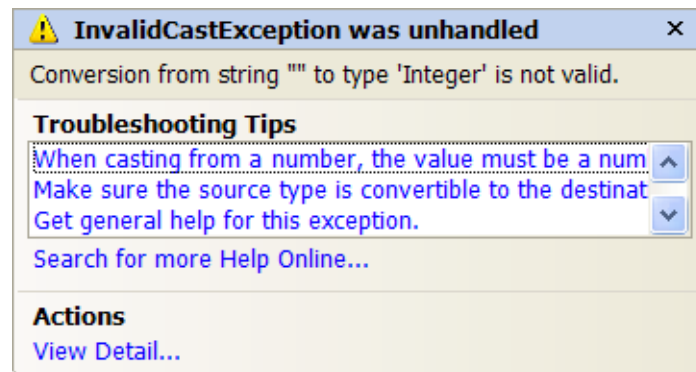 InvalidCastException was unhandled
Conversion from string "" to type 'Integer' is not valid.
Troubleshooting Tips
When casting from a number, the value must be a num
Make sure the source type is convertible to the destinat
Get general help for this exception.
Search for more Help Online...
Actions
View Detail...